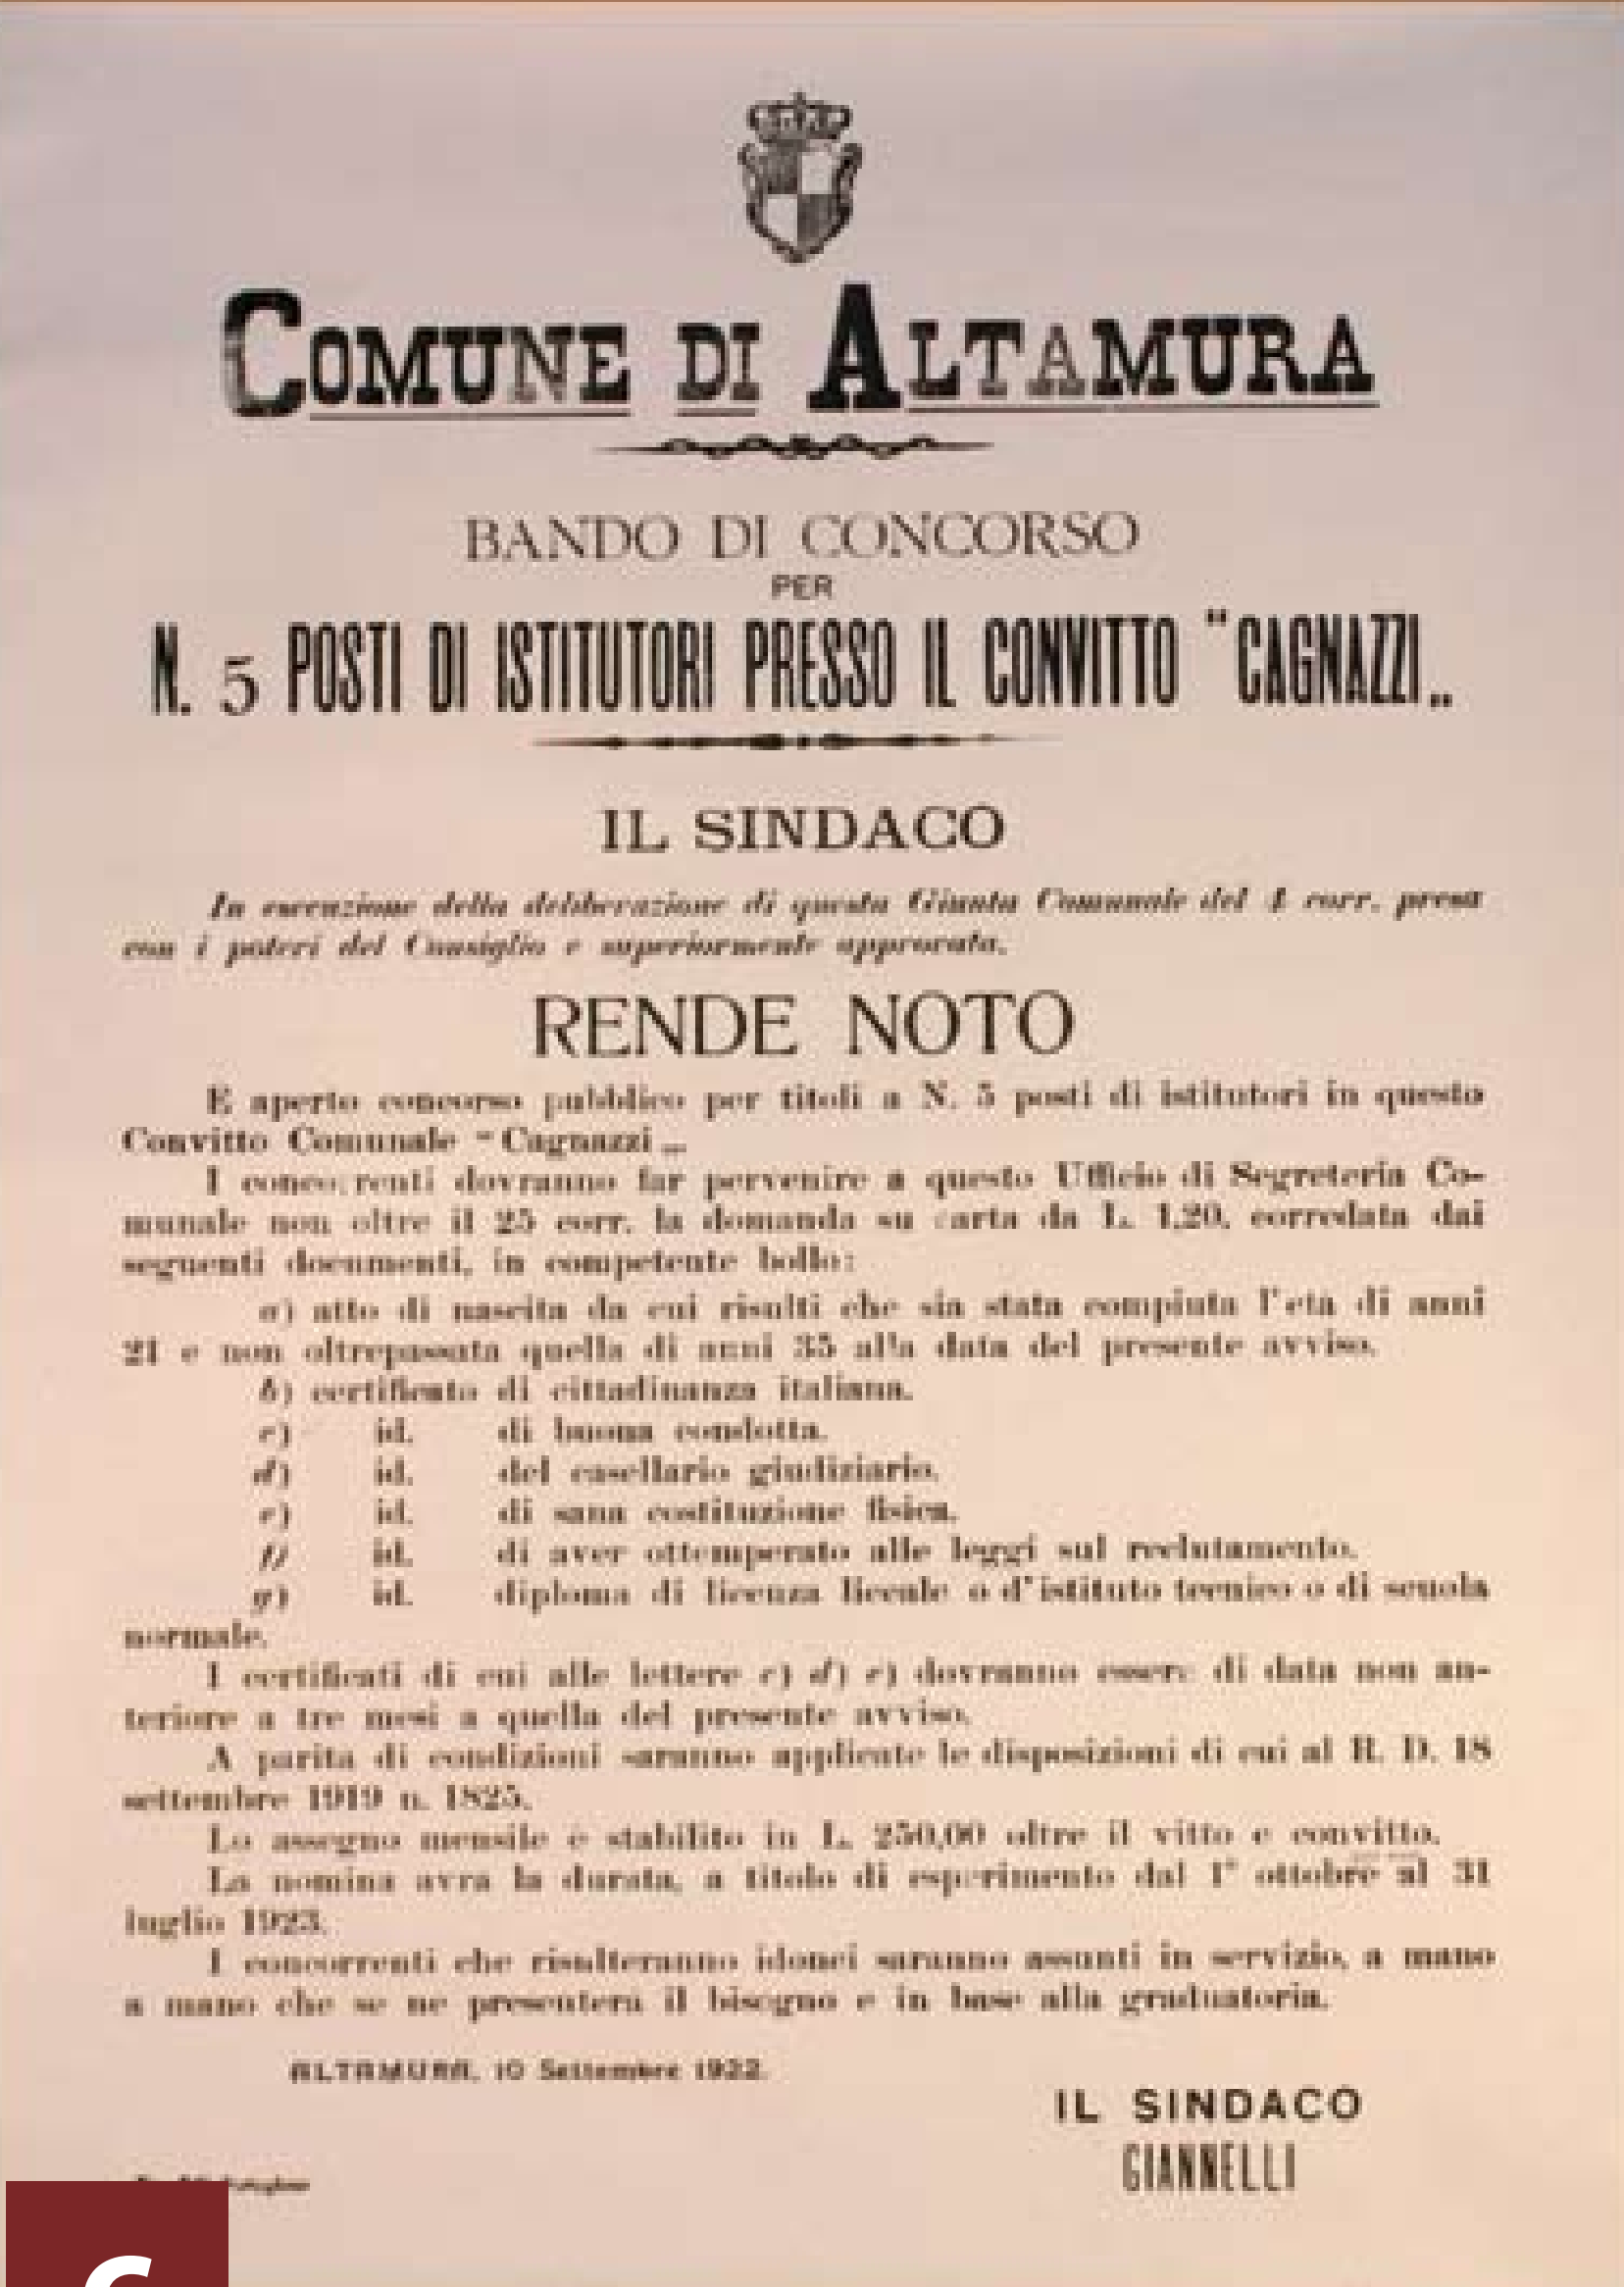 COMUNE DI ALTAMURA
BANDO DI CONCORSO
PER
N. 5 POSTI DI ISTITUTORI PRESSO IL CONVITTO "CAGNAZZI„
IL SINDACO
In esecuzione della deliberazione di questa Giunta Comunale del 4 corr. presa
con i poteri del Consiglio e superiormente approvata.
RENDE NOTO
E aperto concorso pubblico per titoli a N. 5 posti di istitutori in questo
Convitto Comunale "Cagnazzi„
I concorrenti dovranno far pervenire a questo Ufficio di Segreteria Co-
munale non oltre il 25 corr. la domanda su carta da L. 1,20, corredata dai
seguenti documenti, in competente bollo:
a) atto di nascita da cui risulti che sia stata compiuta l'età di anni
21 e non oltrepassata quella di anni 35 alla data del presente avviso.
b) certificato di cittadinanza italiana.
c) id. di buona condotta.
d) id. del casellario giudiziario.
e) id. di sana costituzione fisica.
f) id. di aver ottemperato alle leggi sul reclutamento.
g) id. diploma di licenza liceale o d'istituto tecnico o di scuola
normale.
I certificati di cui alle lettere c) d) e) dovranno essere di data non an-
teriore a tre mesi a quella del presente avviso.
A parità di condizioni saranno applicate le disposizioni di cui al R. D. 18
settembre 1919 n. 1825.
Lo assegno mensile è stabilito in L. 250,00 oltre il vitto e convitto.
La nomina avrà la durata, a titolo di esperimento dal 1° ottobre al 31
luglio 1923.
I concorrenti che risulteranno idonei saranno assunti in servizio, a mano
a mano che se ne presenterà il bisogno e in base alla graduatoria.
ALTAMURA, 10 Settembre 1922.
IL SINDACO
GIANNELLI